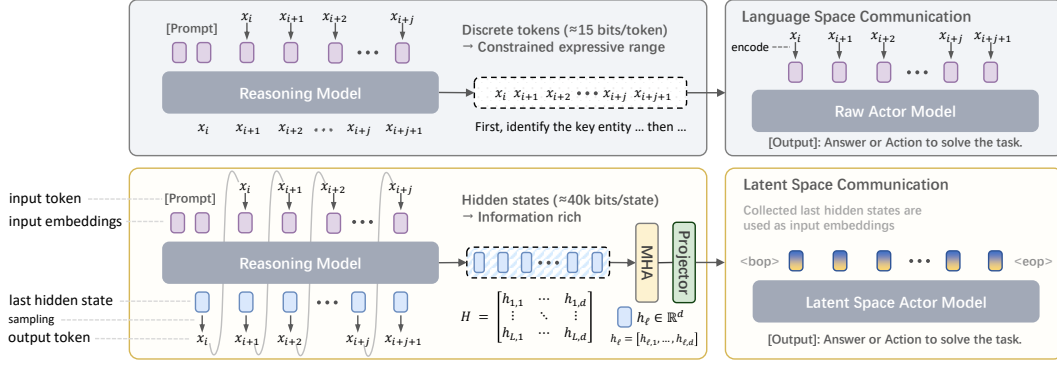 [Prompt]
x_i x_{i+1} x_{i+2} ••• x_{i+j}
Discrete tokens (≈15 bits/token)
→ Constrained expressive range
Reasoning Model
x_i x_{i+1} x_{i+2} ••• x_{i+j} x_{i+j+1}
First, identify the key entity ... then ...
x_i x_{i+1} x_{i+2} ••• x_{i+j} x_{i+j+1}
Language Space Communication
x_i x_{i+1} x_{i+2} x_{i+j} x_{i+j+1}
encode
•••
Raw Actor Model
[Output]: Answer or Action to solve the task.
input token
input embeddings
last hidden state
sampling
output token
[Prompt]
x_i x_{i+1} x_{i+2} x_{i+j}
•••
Reasoning Model
•••
x_i x_{i+1} x_{i+2} x_{i+j} x_{i+j+1}
Hidden states (≈40k bits/state)
→ Information rich
•••
MHA
Projector
H = [h_{1,1} ⋯ h_{1,d}
⋮ ⋱ ⋮
h_{L,1} ⋯ h_{L,d}]
h_ℓ ∈ ℝ^d
h_ℓ = [h_{ℓ,1}, ..., h_{ℓ,d}]
Latent Space Communication
Collected last hidden states are
used as input embeddings
<bop> ••• <eop>
Latent Space Actor Model
[Output]: Answer or Action to solve the task.